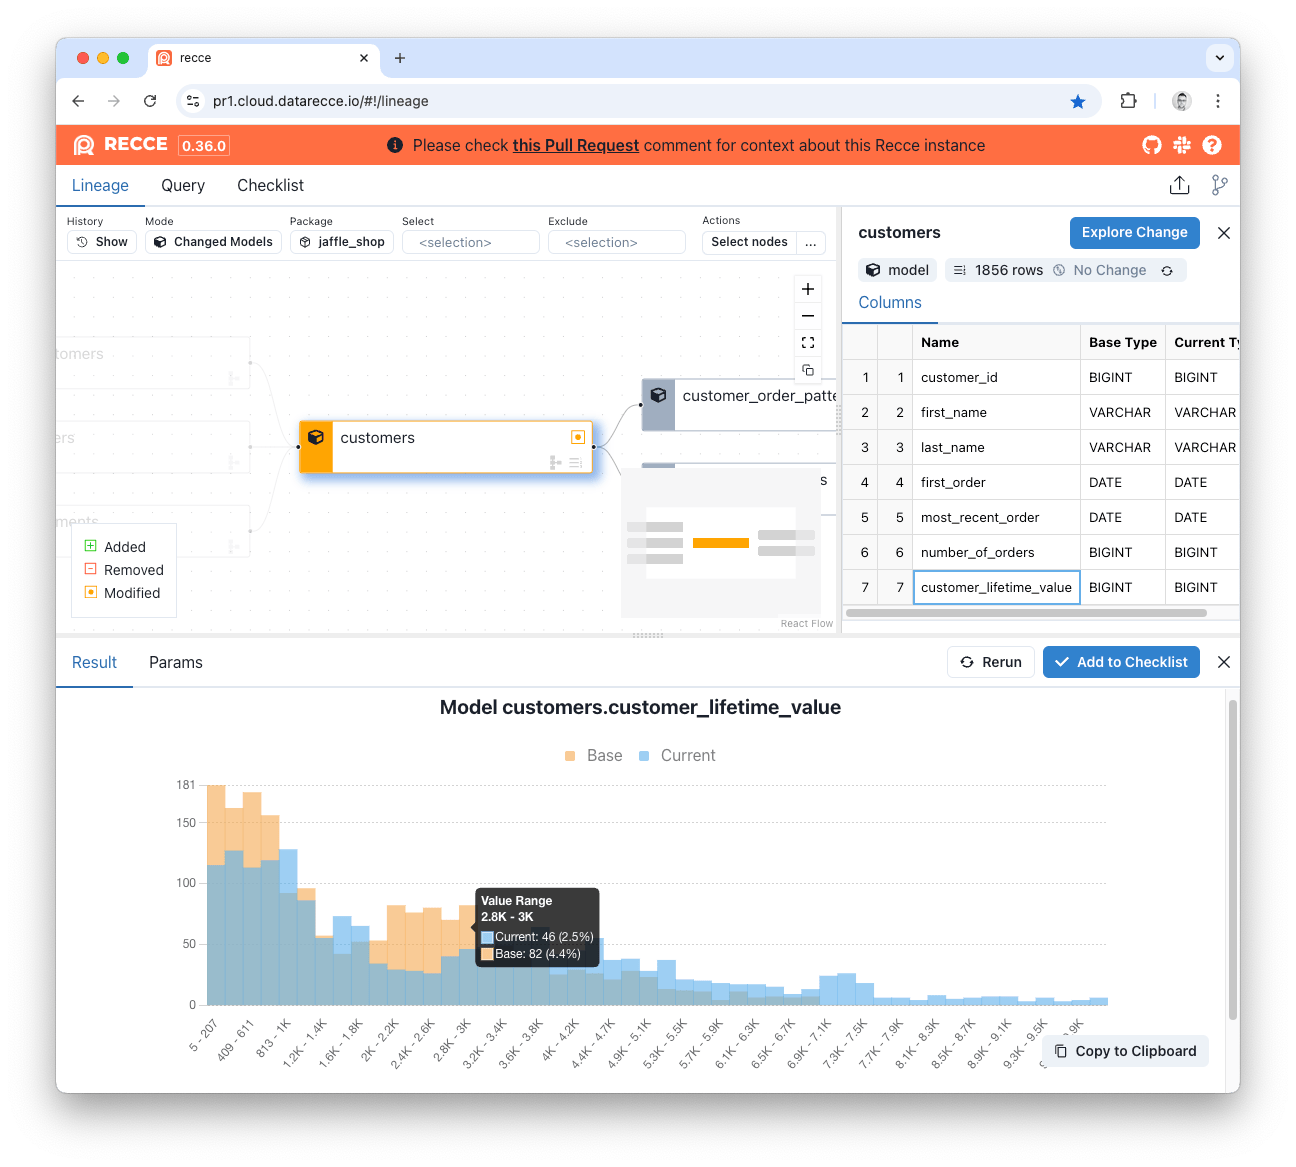 recce
pr1.cloud.datarecce.io/#!/lineage
RECCE 0.36.0 Please check this Pull Request comment for context about this Recce instance
Lineage Query Checklist
History Mode Package Select Exclude Actions
Show Changed Models jaffle_shop <selection> <selection> Select nodes ...
tomers
ers
ments
customers
customer_order_patte
s
Added
Removed
Modified
React Flow
customers Explore Change
model 1856 rows No Change
Columns
Name Base Type Current Ty
1 1 customer_id BIGINT BIGINT
2 2 first_name VARCHAR VARCHAR
3 3 last_name VARCHAR VARCHAR
4 4 first_order DATE DATE
5 5 most_recent_order DATE DATE
6 6 number_of_orders BIGINT BIGINT
7 7 customer_lifetime_value BIGINT BIGINT
Result Params Rerun Add to Checklist
Model customers.customer_lifetime_value
Base Current
181
150
100
50
0
Value Range
2.8K - 3K
Current: 46 (2.5%)
Base: 82 (4.4%)
5 - 207
409 - 611
813 - 1K
1.2K - 1.4K
1.6K - 1.8K
2K - 2.2K
2.4K - 2.6K
2.8K - 3K
3.2K - 3.4K
3.6K - 3.8K
4K - 4.2K
4.4K - 4.7K
4.9K - 5.1K
5.3K - 5.5K
5.7K - 5.9K
6.1K - 6.3K
6.5K - 6.7K
6.9K - 7.1K
7.3K - 7.5K
7.7K - 7.9K
8.1K - 8.3K
8.5K - 8.7K
8.9K - 9.1K
9.3K - 9.5K
Copy to Clipboard